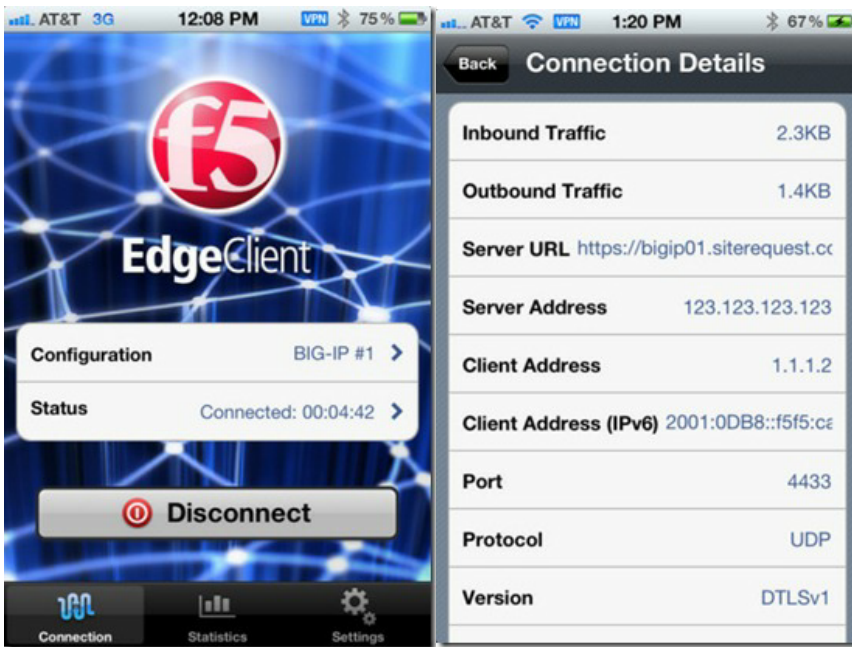 AT&T 3G 12:08 PM VPN 75%
f5
EdgeClient
Configuration BIG-IP #1
Status Connected: 00:04:42
Disconnect
Connection Statistics Settings
AT&T VPN 1:20 PM 67%
Back Connection Details
Inbound Traffic 2.3KB
Outbound Traffic 1.4KB
Server URL https://bigip01.siterequest.cc
Server Address 123.123.123.123
Client Address 1.1.1.2
Client Address (IPv6) 2001:0DB8::f5f5:ca
Port 4433
Protocol UDP
Version DTLSv1